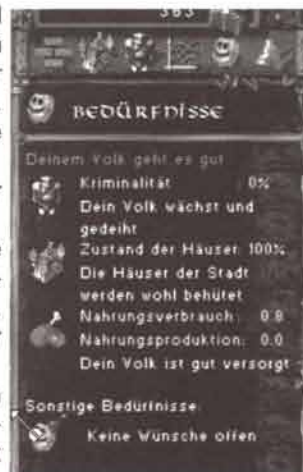 BEDÜRFNISSE
Deinem Volk geht es gut
Kriminalität 0%
Dein Volk wächst und
gedeiht
Zustand der Häuser: 100%
Die Häuser der Stadt
werden wohl behütet
Nahrungsverbrauch: 0.8
Nahrungsproduktion: 0.0
Dein Volk ist gut versorgt
Sonstige Bedürfnisse:
Keine Wünsche offen